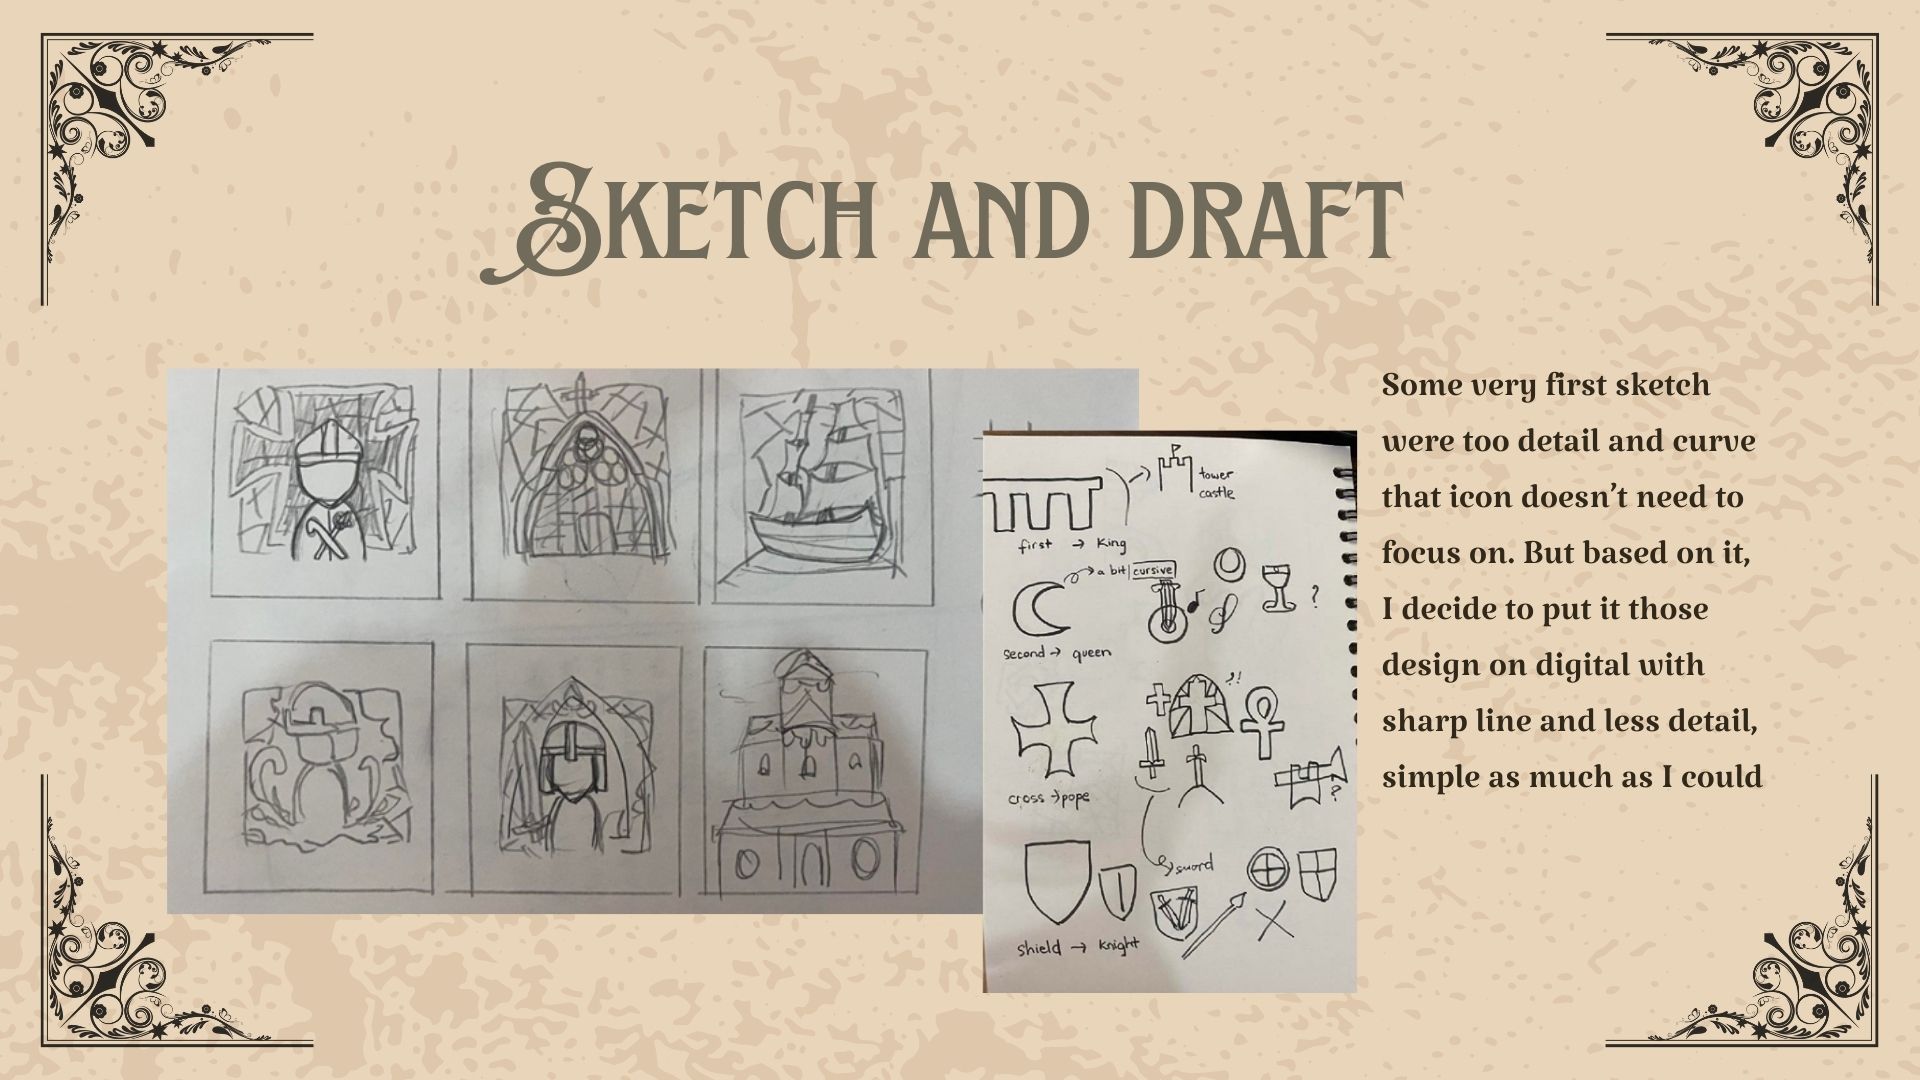 Sketch and draft
Some very first sketch
were too detail and curve
that icon doesn't need to
focus on. But based on it,
I decide to put it those
design on digital with
sharp line and less detail,
simple as much as I could
tower
castle
first → King
a bit cursive
?
second → queen
?!
cross → pope
?
sword
shield → knight